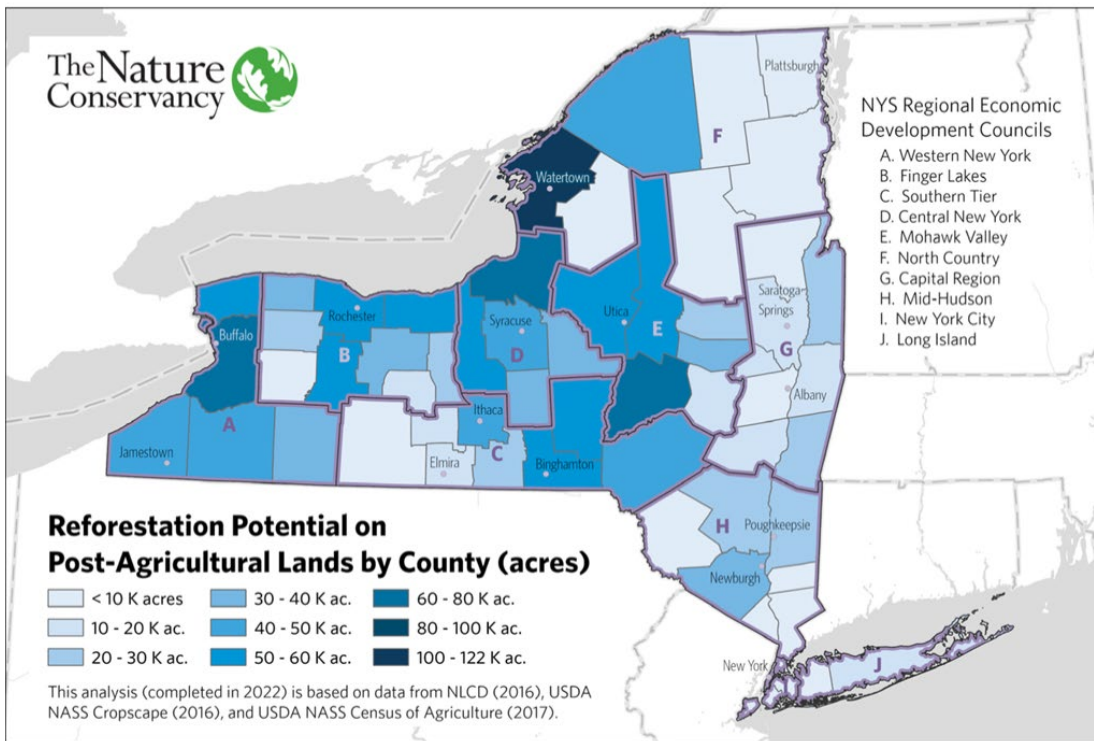 The Nature
Conservancy
Plattsburgh
NYS Regional Economic
Development Councils
A. Western New York
B. Finger Lakes
C. Southern Tier
D. Central New York
E. Mohawk Valley
F. North Country
G. Capital Region
H. Mid-Hudson
I. New York City
J. Long Island
F
Watertown
Saratoga
Springs
Rochester
Utica
Buffalo
Syracuse
E
B
D
G
Albany
Ithaca
A
C
Jamestown
Elmira
Binghamton
H
Poughkeepsie
Newburgh
New York
I
J
Reforestation Potential on
Post-Agricultural Lands by County (acres)
< 10 K acres 30 - 40 K ac. 60 - 80 K ac.
10 - 20 K ac. 40 - 50 K ac. 80 - 100 K ac.
20 - 30 K ac. 50 - 60 K ac. 100 - 122 K ac.
This analysis (completed in 2022) is based on data from NLCD (2016), USDA
NASS Cropscape (2016), and USDA NASS Census of Agriculture (2017).